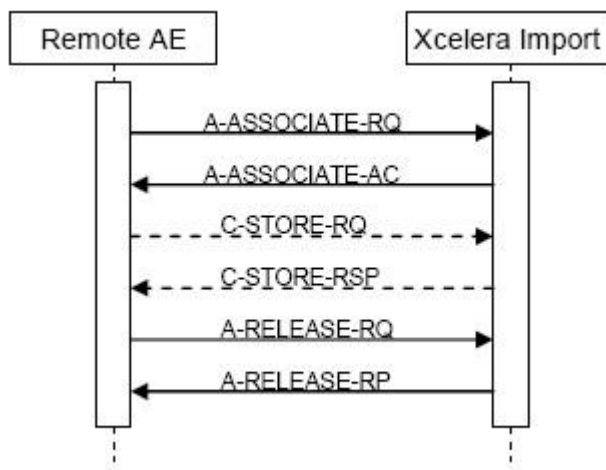 Remote AE
Xcelera Import
A-ASSOCIATE-RQ
A-ASSOCIATE-AC
C-STORE-RQ
C-STORE-RSP
A-RELEASE-RQ
A-RELEASE-RP